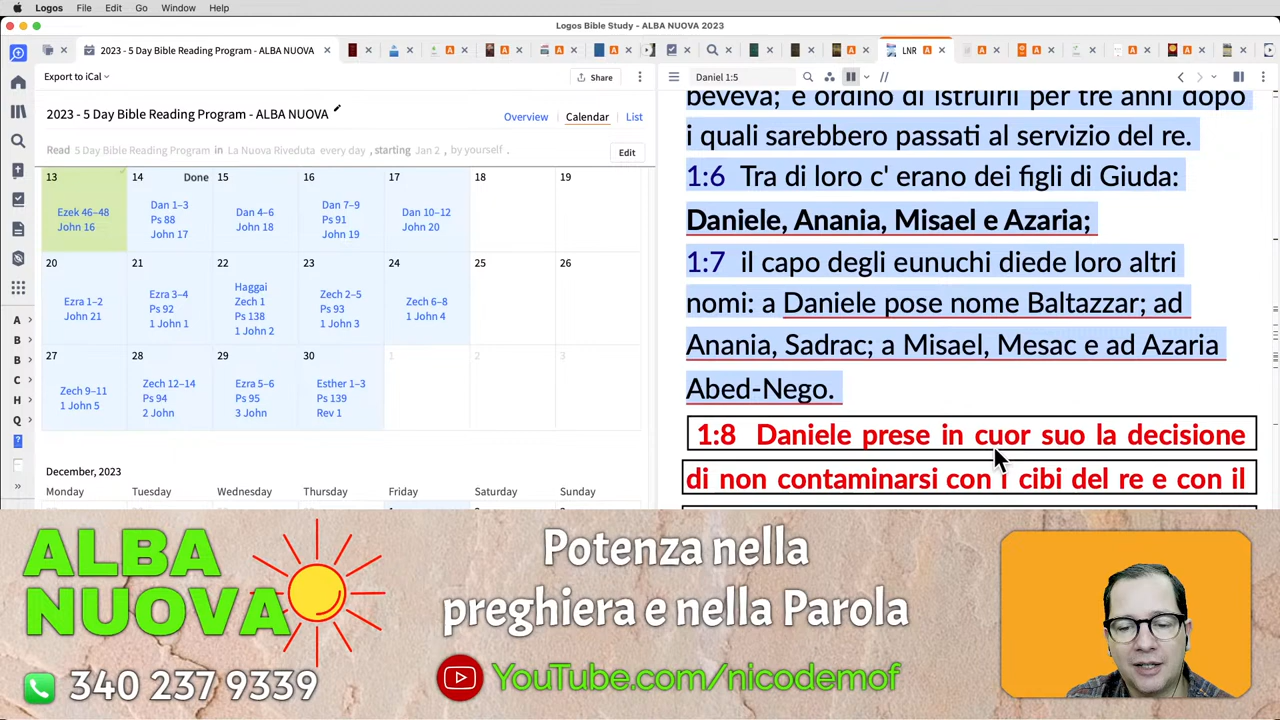 Logos File Edit Go Window Help
Logos Bible Study - ALBA NUOVA 2023
2023 - 5 Day Bible Reading Program - ALBA NUOVA
LNR
Export to iCal
Share
Daniel 1:5
2023 - 5 Day Bible Reading Program - ALBA NUOVA
Overview Calendar List
Read 5 Day Bible Reading Program in La Nuova Riveduta every day , starting Jan 2 , by yourself .
Edit
13 14 Done 15 16 17 18 19
Ezek 46–48
John 16
Dan 1–3
Ps 88
John 17
Dan 4–6
John 18
Dan 7–9
Ps 91
John 19
Dan 10–12
John 20
20 21 22 23 24 25 26
Ezra 1–2
John 21
Ezra 3–4
Ps 92
1 John 1
Haggai
Zech 1
Ps 138
1 John 2
Zech 2–5
Ps 93
1 John 3
Zech 6–8
1 John 4
27 28 29 30 1 2 3
Zech 9–11
1 John 5
Zech 12–14
Ps 94
2 John
Ezra 5–6
Ps 95
3 John
Esther 1–3
Ps 139
Rev 1
December, 2023
Monday Tuesday Wednesday Thursday Friday Saturday Sunday
A
B
B
C
H
Q
beveva; e ordinò di istruirli per tre anni dopo
i quali sarebbero passati al servizio del re.
1:6 Tra di loro c' erano dei figli di Giuda:
Daniele, Anania, Misael e Azaria;
1:7 il capo degli eunuchi diede loro altri
nomi: a Daniele pose nome Baltazzar; ad
Anania, Sadrac; a Misael, Mesac e ad Azaria
Abed-Nego.
1:8 Daniele prese in cuor suo la decisione
di non contaminarsi con i cibi del re e con il
ALBA
NUOVA
340 237 9339
Potenza nella
preghiera e nella Parola
YouTube.com/nicodemof